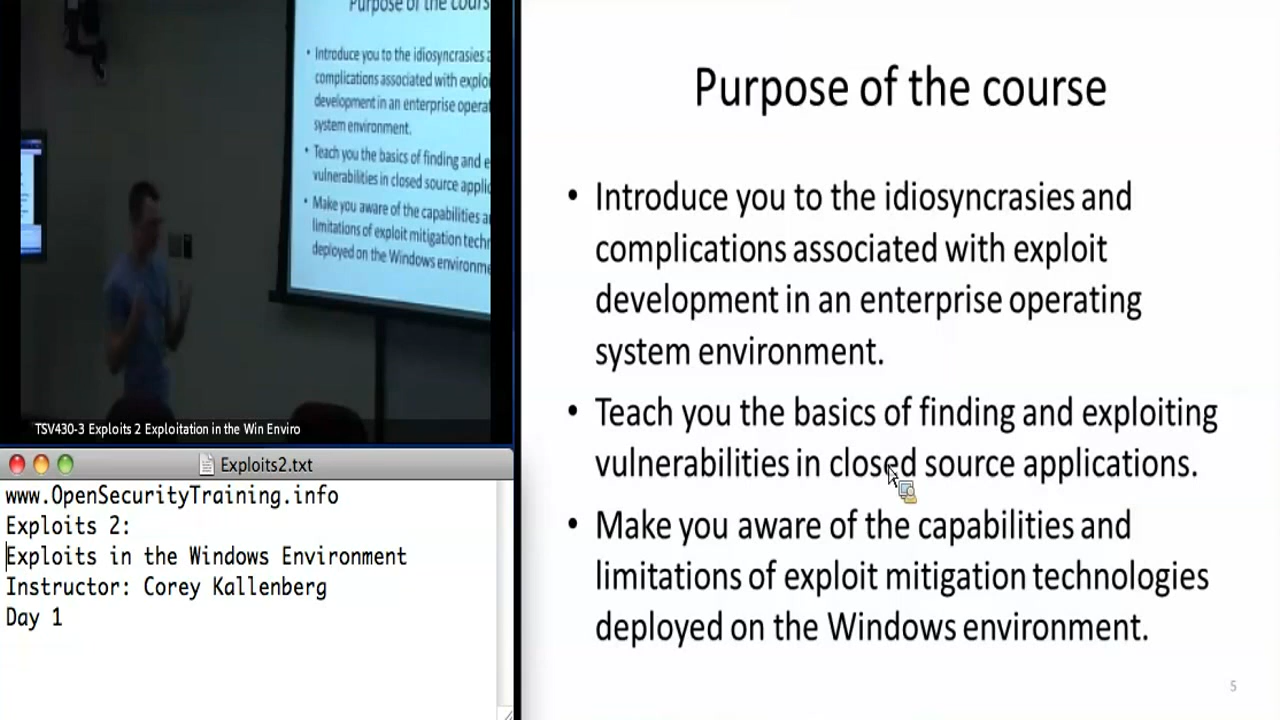 Purpose of the cours
• Introduce you to the idiosyncrasies a
complications associated with exploi
development in an enterprise operat
system environment.
• Teach you the basics of finding and e
vulnerabilities in closed source applic
• Make you aware of the capabilities a
limitations of exploit mitigation techn
deployed on the Windows environme
TSV430-3 Exploits 2 Exploitation in the Win Enviro
Exploits2.txt
www.OpenSecurityTraining.info
Exploits 2:
Exploits in the Windows Environment
Instructor: Corey Kallenberg
Day 1
Purpose of the course
• Introduce you to the idiosyncrasies and
complications associated with exploit
development in an enterprise operating
system environment.
• Teach you the basics of finding and exploiting
vulnerabilities in closed source applications.
• Make you aware of the capabilities and
limitations of exploit mitigation technologies
deployed on the Windows environment.
5